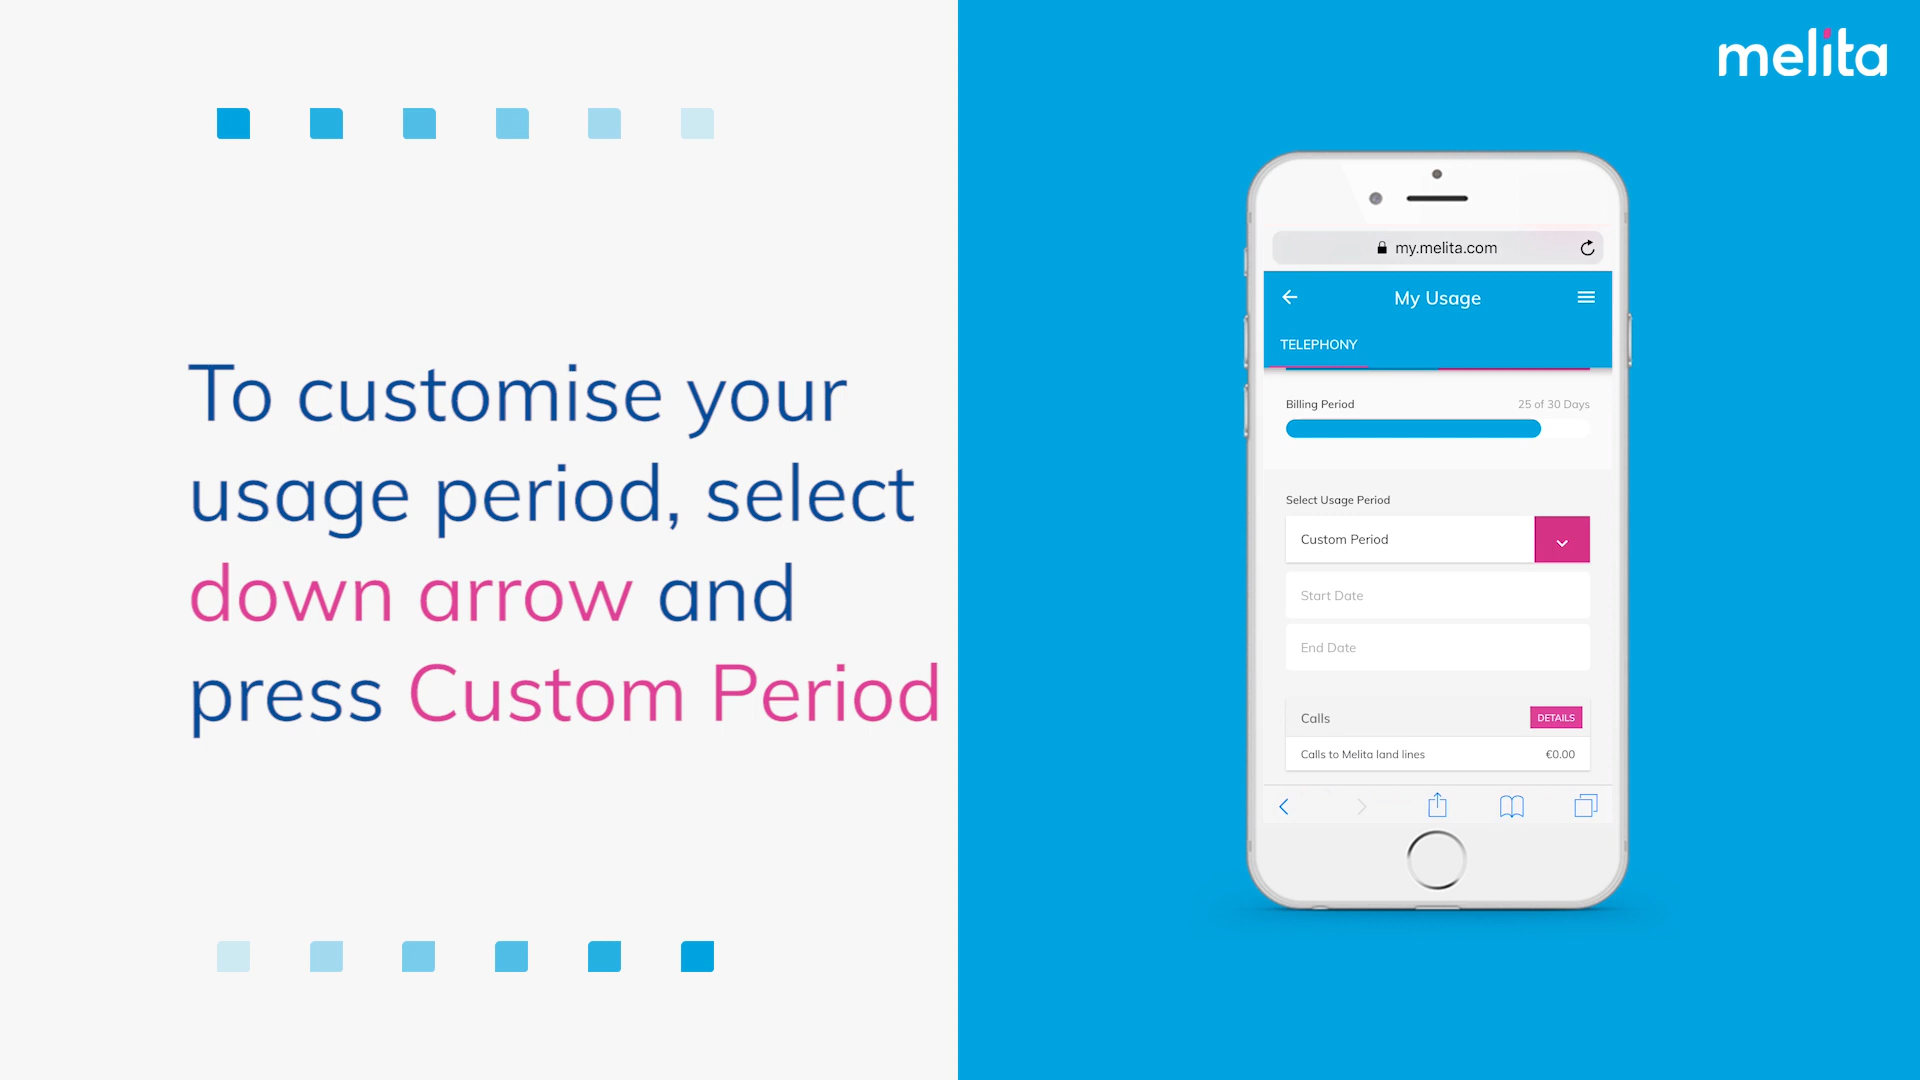 To customise your
usage period, select
down arrow and
press Custom Period
melita
my.melita.com
My Usage
TELEPHONY
Billing Period 25 of 30 Days
Select Usage Period
Custom Period
Start Date
End Date
Calls DETAILS
Calls to Melita land lines €0.00